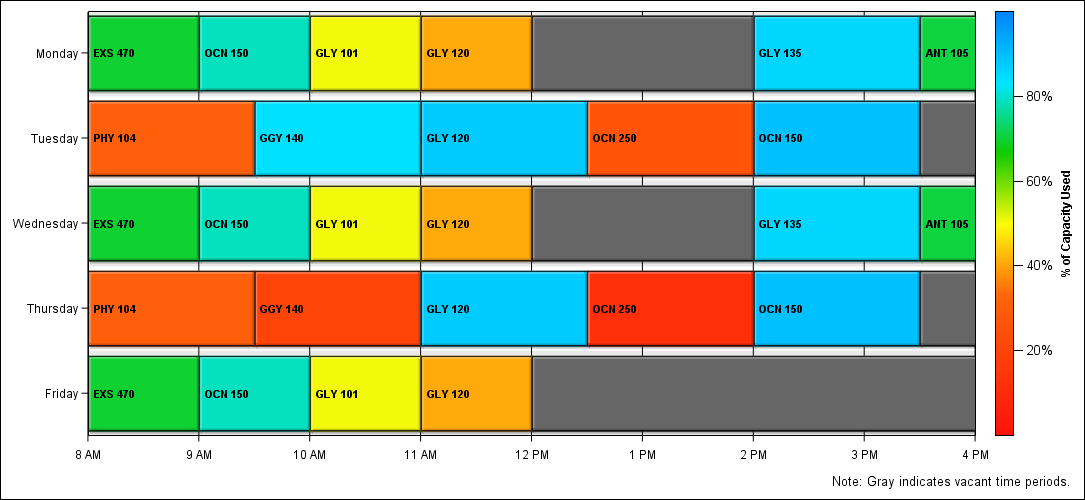 Monday EXS 470 OCN 150 GLY 101 GLY 120 GLY 135 ANT 105
Tuesday PHY 104 GGY 140 GLY 120 OCN 250 OCN 150
Wednesday EXS 470 OCN 150 GLY 101 GLY 120 GLY 135 ANT 105
Thursday PHY 104 GGY 140 GLY 120 OCN 250 OCN 150
Friday EXS 470 OCN 150 GLY 101 GLY 120
8 AM 9 AM 10 AM 11 AM 12 PM 1 PM 2 PM 3 PM 4 PM
80%
60%
40%
20%
% of Capacity Used
Note: Gray indicates vacant time periods.